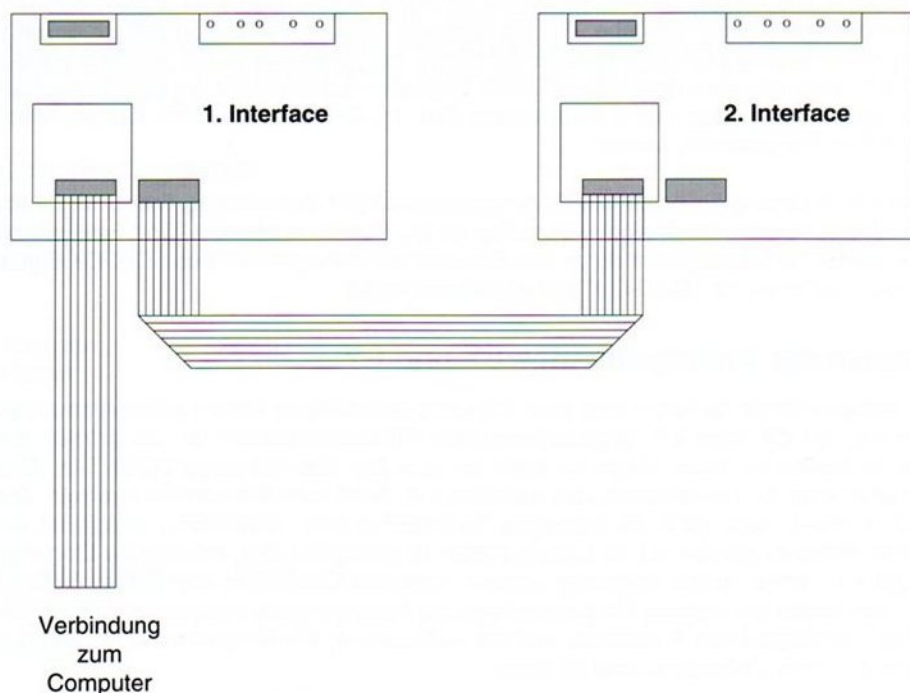 1. Interface
2. Interface
Verbindung
zum
Computer